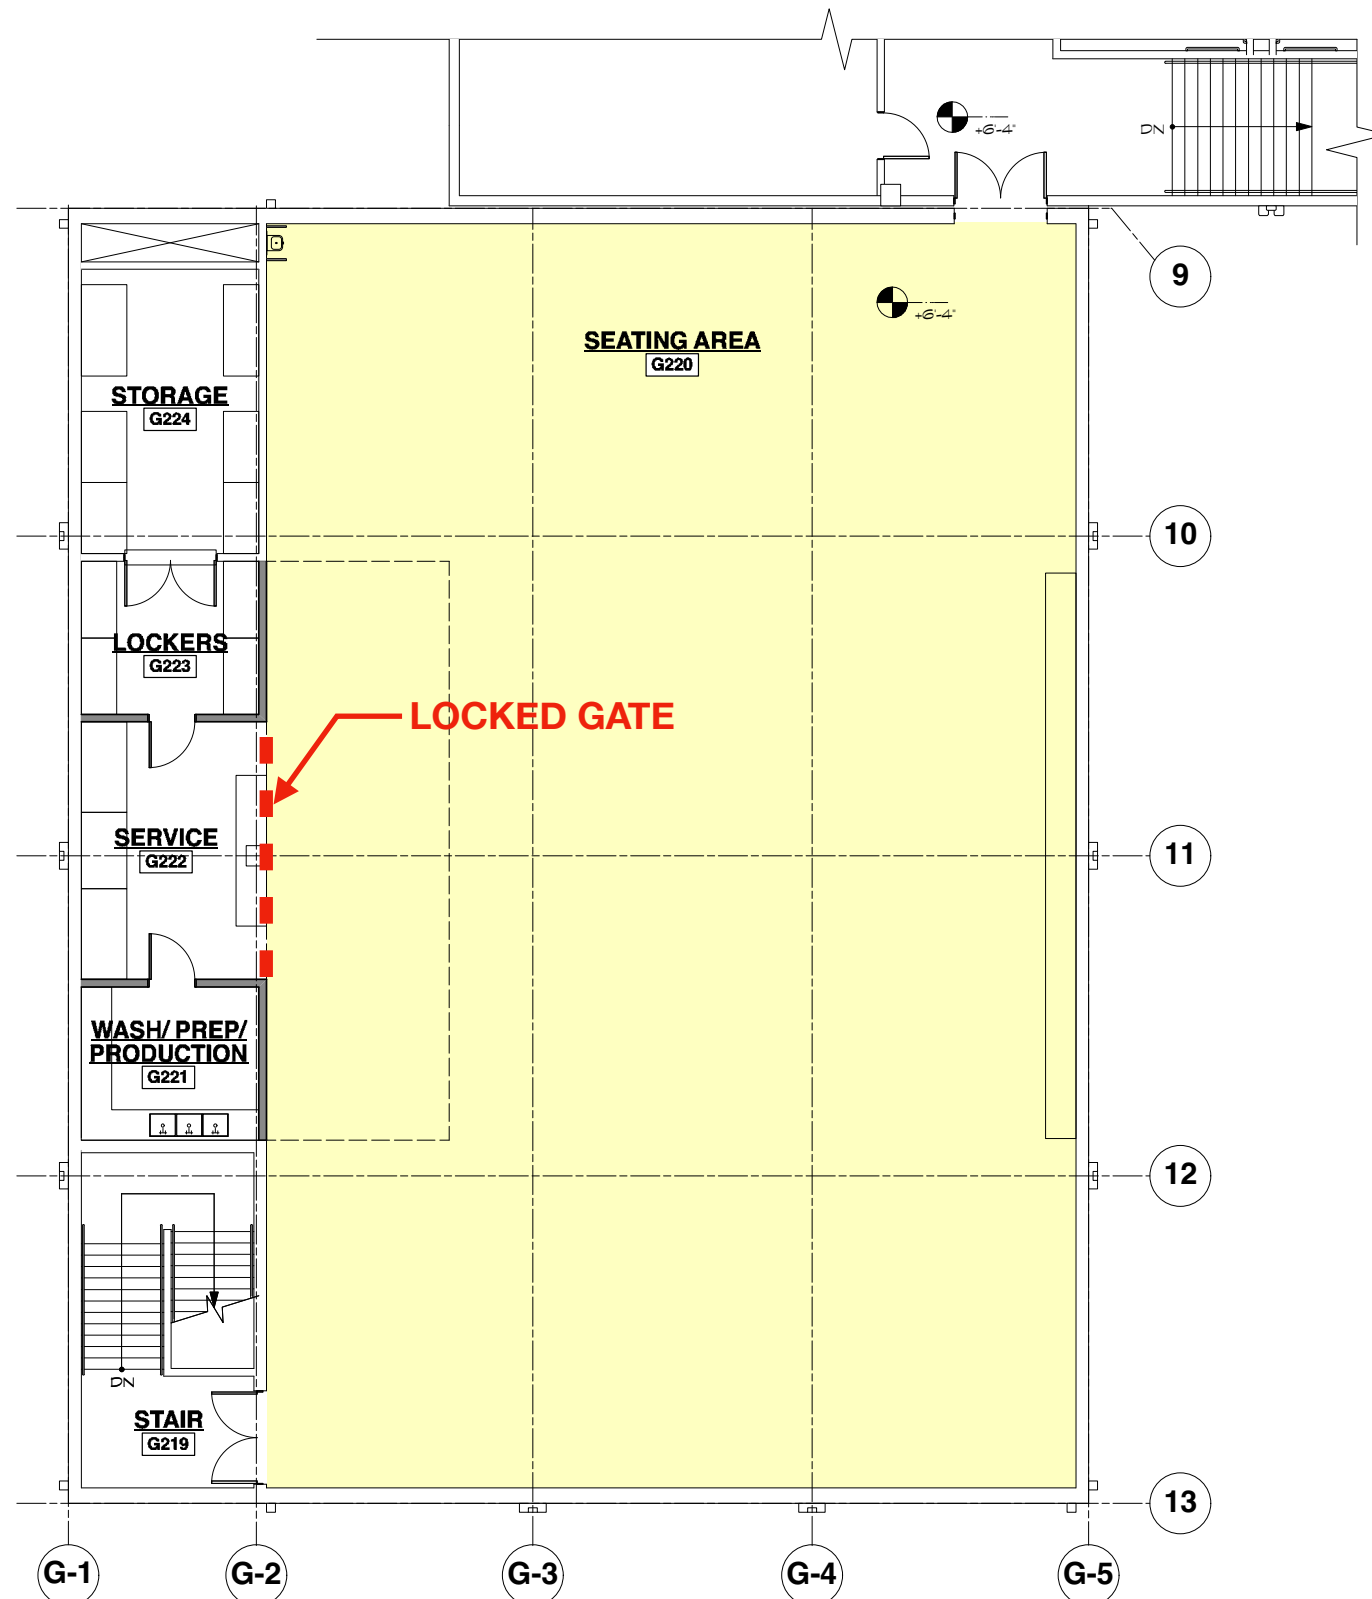 +6'-4"
DN
9
+6'-4"
SEATING AREA
G220
STORAGE
G224
10
LOCKERS
G223
LOCKED GATE
SERVICE
G222
11
WASH/ PREP/
PRODUCTION
G221
12
DN
STAIR
G219
13
G-1
G-2
G-3
G-4
G-5